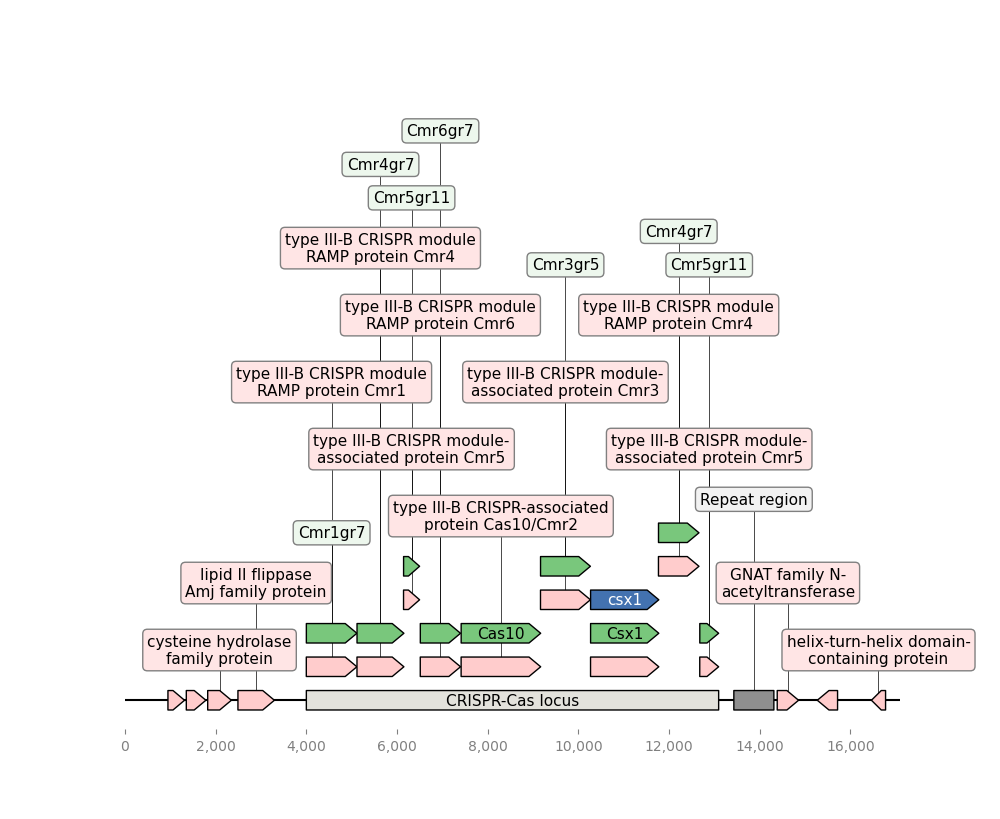 Cmr6gr7
Cmr4gr7
Cmr5gr11
Cmr4gr7
type III-B CRISPR module
RAMP protein Cmr4
Cmr3gr5
Cmr5gr11
type III-B CRISPR module
RAMP protein Cmr6
type III-B CRISPR module
RAMP protein Cmr4
type III-B CRISPR module
RAMP protein Cmr1
type III-B CRISPR module-
associated protein Cmr3
type III-B CRISPR module-
associated protein Cmr5
type III-B CRISPR module-
associated protein Cmr5
Repeat region
type III-B CRISPR-associated
protein Cas10/Cmr2
Cmr1gr7
lipid II flippase
Amj family protein
GNAT family N-
acetyltransferase
csx1
Cas10
Csx1
cysteine hydrolase
family protein
helix-turn-helix domain-
containing protein
CRISPR-Cas locus
0 2,000 4,000 6,000 8,000 10,000 12,000 14,000 16,000